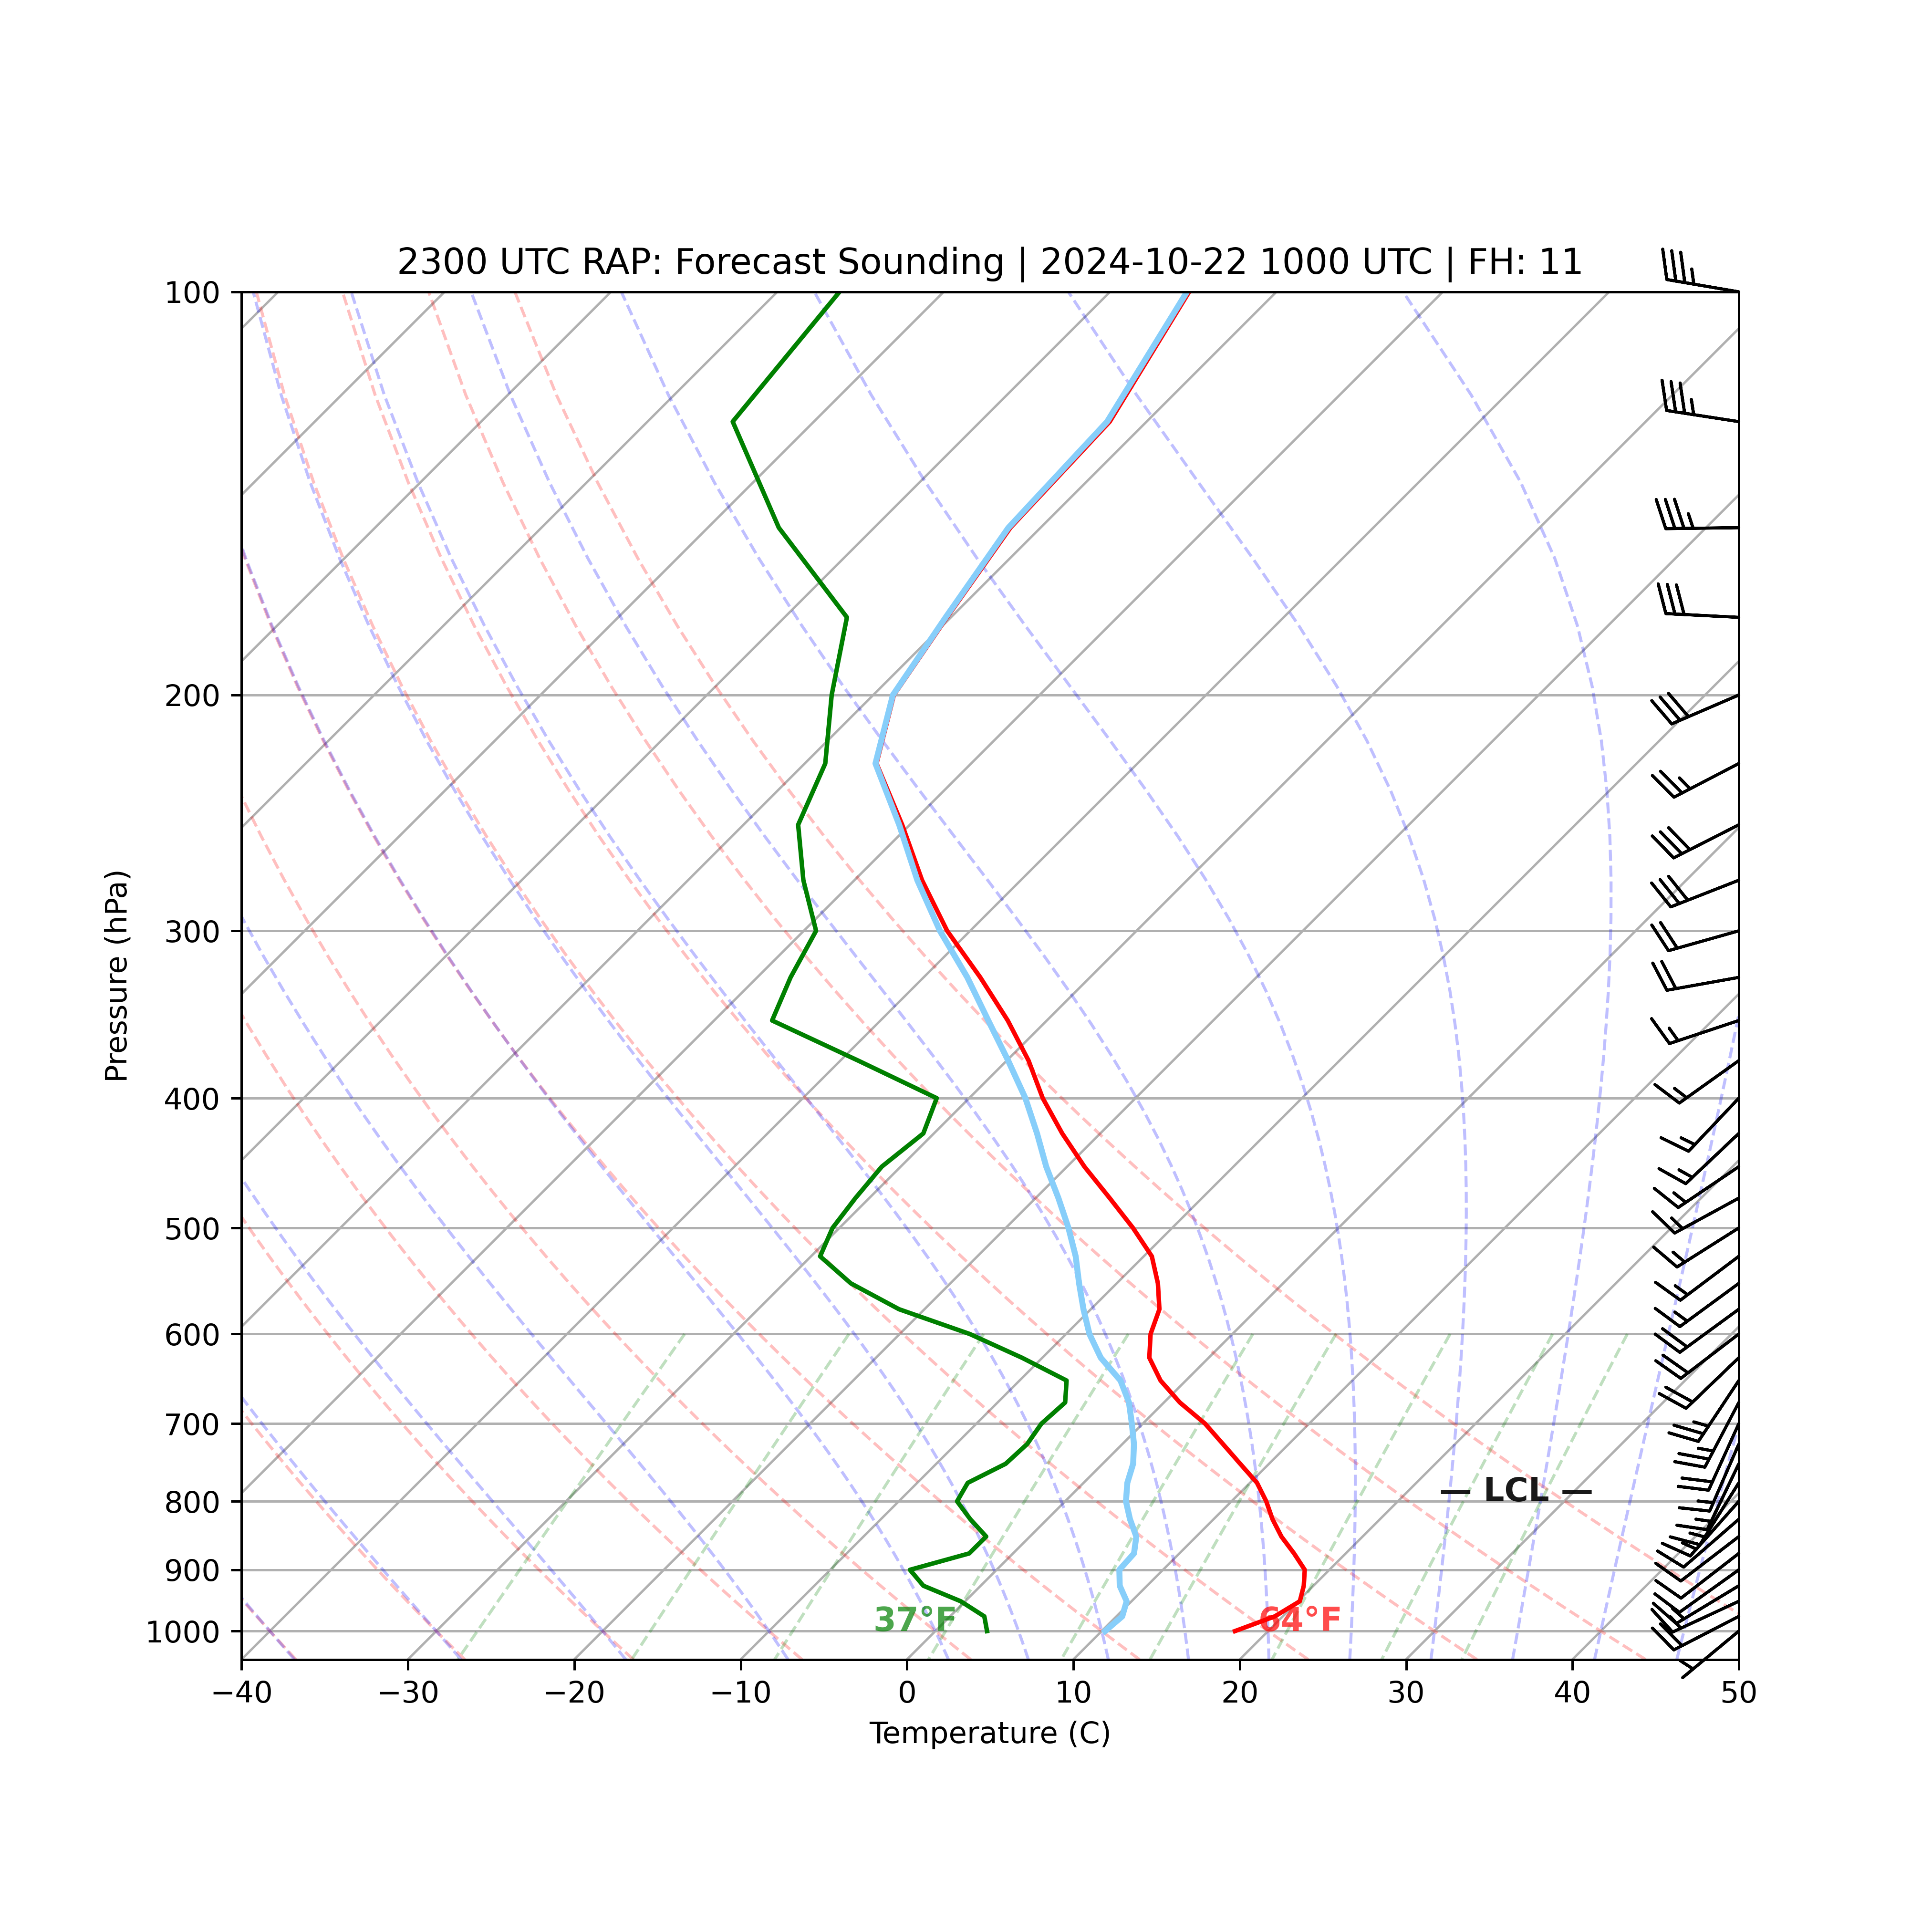 2300 UTC RAP: Forecast Sounding | 2024-10-22 1000 UTC | FH: 11
100
200
300
400
500
600
700
800
900
1000
Pressure (hPa)
— LCL —
37°F
64°F
−40 −30 −20 −10 0 10 20 30 40 50
Temperature (C)